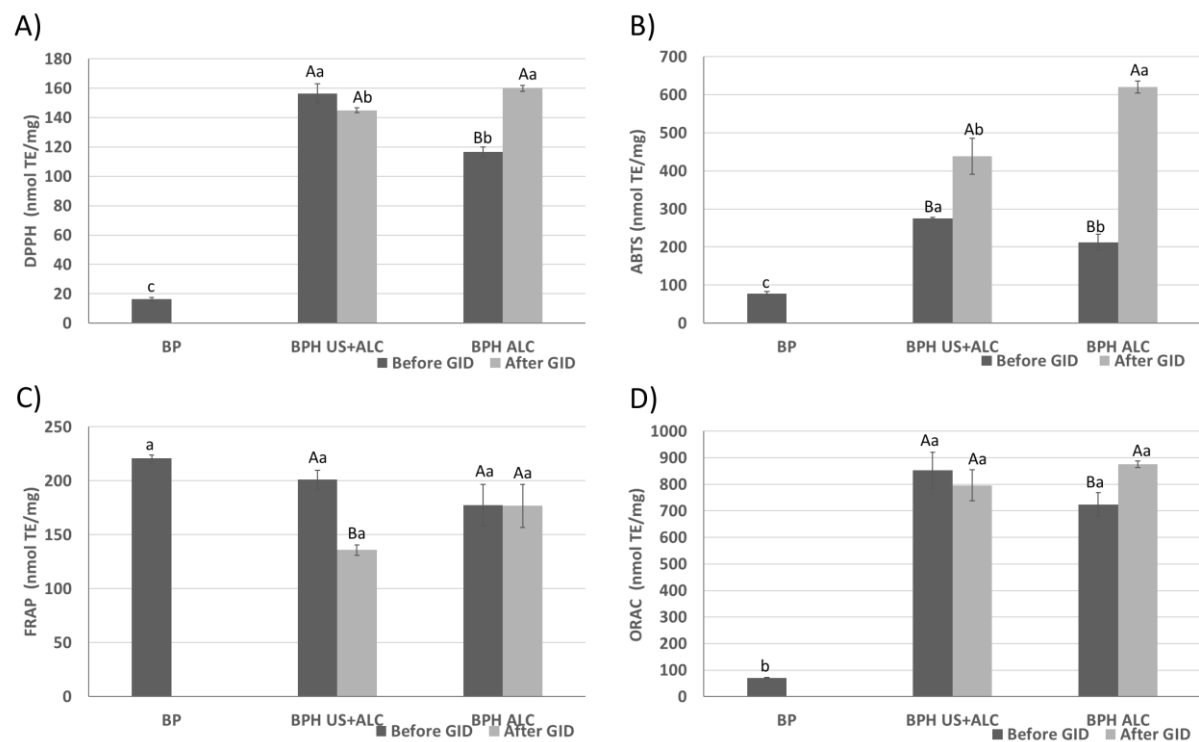 A)
DPPH (nmol TE/mg)
180
160
140
120
100
80
60
40
20
0
c
Aa
Ab
Bb
Aa
BP
BPH US+ALC
BPH ALC
Before GID
After GID
B)
ABTS (nmol TE/mg)
700
600
500
400
300
200
100
0
c
Ba
Ab
Bb
Aa
BP
BPH US+ALC
BPH ALC
Before GID
After GID
C)
FRAP (nmol TE/mg)
250
200
150
100
50
0
a
Aa
Ba
Aa
Aa
BP
BPH US+ALC
BPH ALC
Before GID
After GID
D)
ORAC (nmol TE/mg)
1000
900
800
700
600
500
400
300
200
100
0
b
Aa
Aa
Ba
Aa
BP
BPH US+ALC
BPH ALC
Before GID
After GID